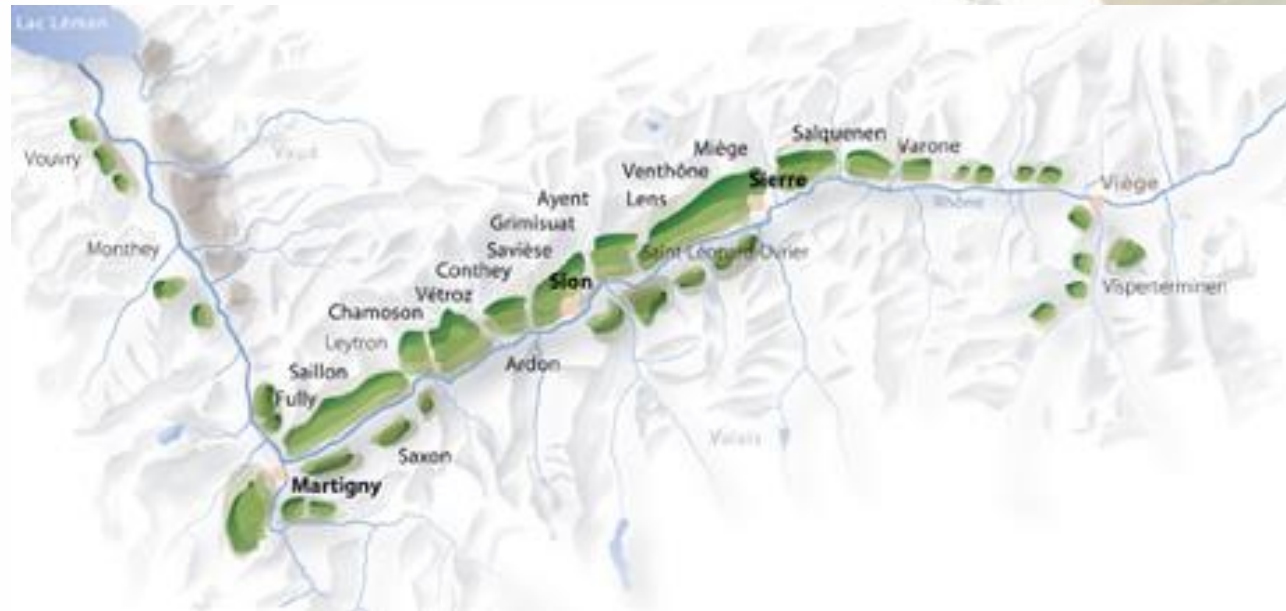 Lac Léman
Vaud
Vouvry
Monthey
Miège
Salquenen
Varone
Venthône
Sierre
Viège
Ayent
Lens
Rhône
Grimisuat
Savièse
Saint-Léonard-Uvrier
Conthey
Sion
Visperterminen
Vétroz
Chamoson
Leytron
Ardon
Saillon
Fully
Valais
Saxon
Martigny